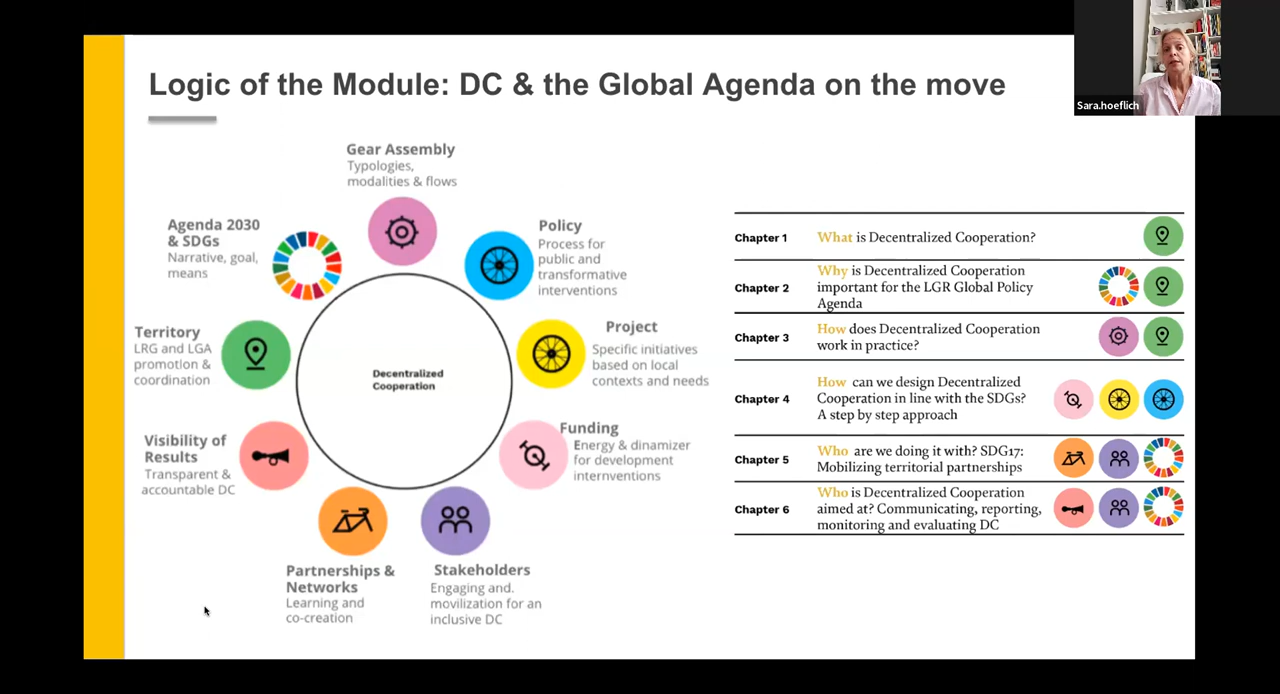 Logic of the Module: DC & the Global Agenda on the move
Sara.hoeflich
Gear Assembly
Typologies,
modalities & flows
Agenda 2030
& SDGs
Narrative, goal,
means
Policy
Process for
public and
transformative
interventions
Territory
LRG and LGA
promotion &
coordination
Project
Specific initiatives
based on local
contexts and needs
Decentralized
Cooperation
Visibility of
Results
Transparent &
accountable DC
Funding
Energy & dinamizer
for development
internventions
Partnerships &
Networks
Learning and
co-creation
Stakeholders
Engaging and.
movilization for an
inclusive DC
Chapter 1
What is Decentralized Cooperation?
Chapter 2
Why is Decentralized Cooperation
important for the LGR Global Policy
Agenda
Chapter 3
How does Decentralized Cooperation
work in practice?
Chapter 4
How can we design Decentralized
Cooperation in line with the SDGs?
A step by step approach
Chapter 5
Who are we doing it with? SDG17:
Mobilizing territorial partnerships
Chapter 6
Who is Decentralized Cooperation
aimed at? Communicating, reporting,
monitoring and evaluating DC